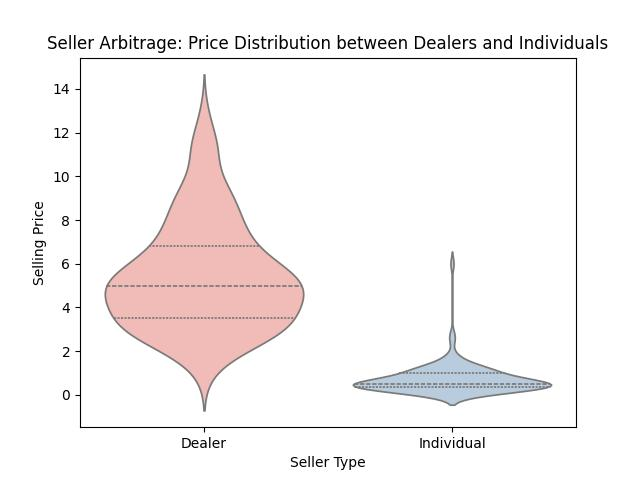 Seller Arbitrage: Price Distribution between Dealers and Individuals
14
12
10
8
6
4
2
0
Selling Price
Dealer
Individual
Seller Type